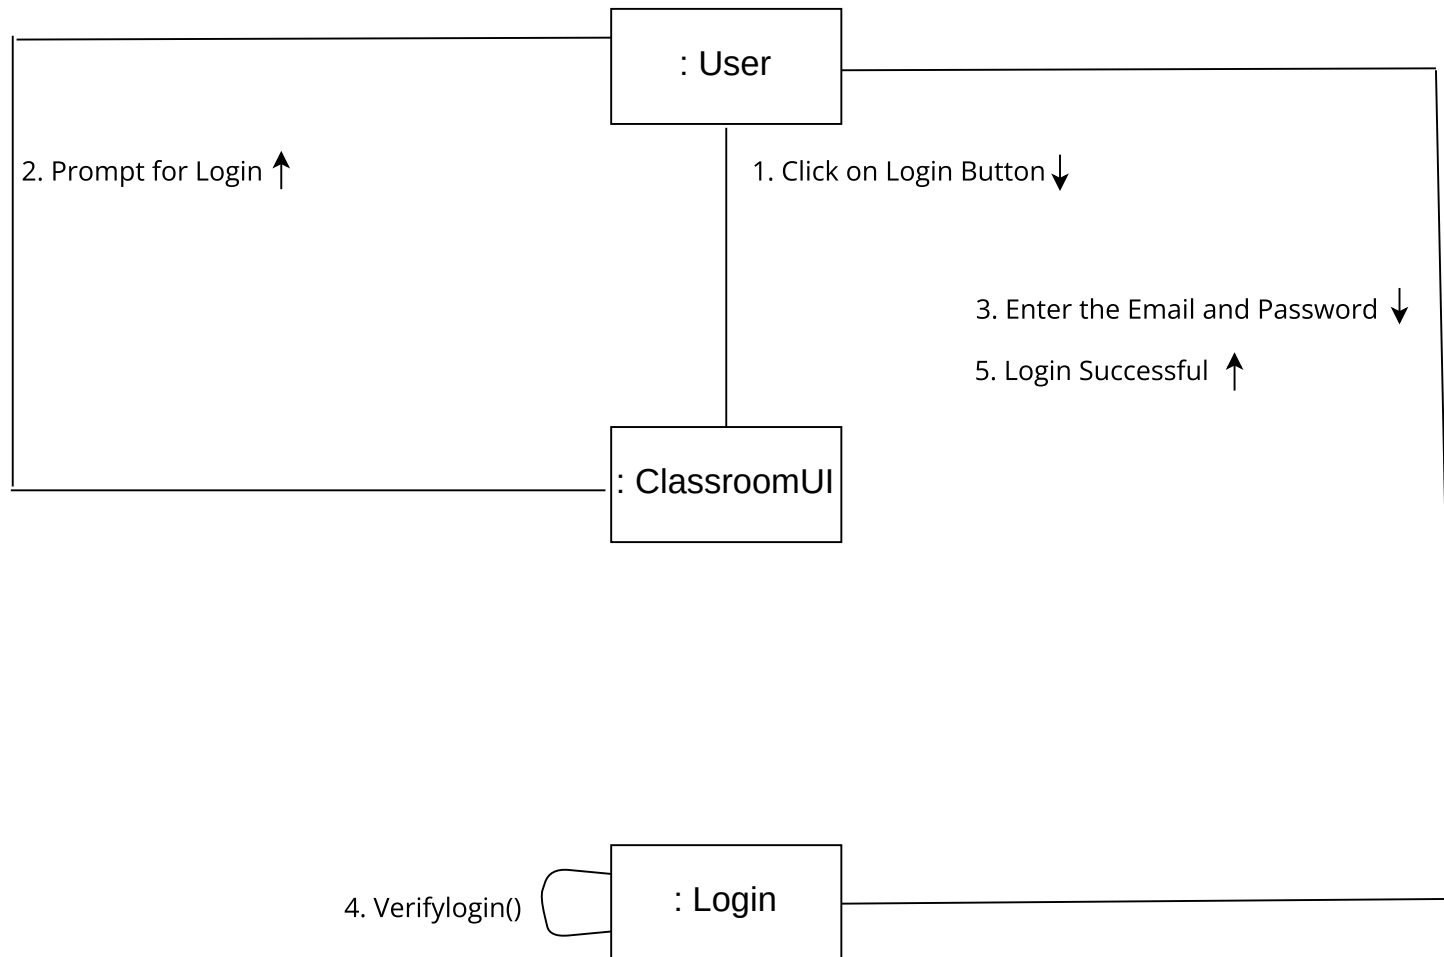 : User
2. Prompt for Login
1. Click on Login Button
3. Enter the Email and Password
5. Login Successful
: ClassroomUI
: Login
4. Verifylogin()